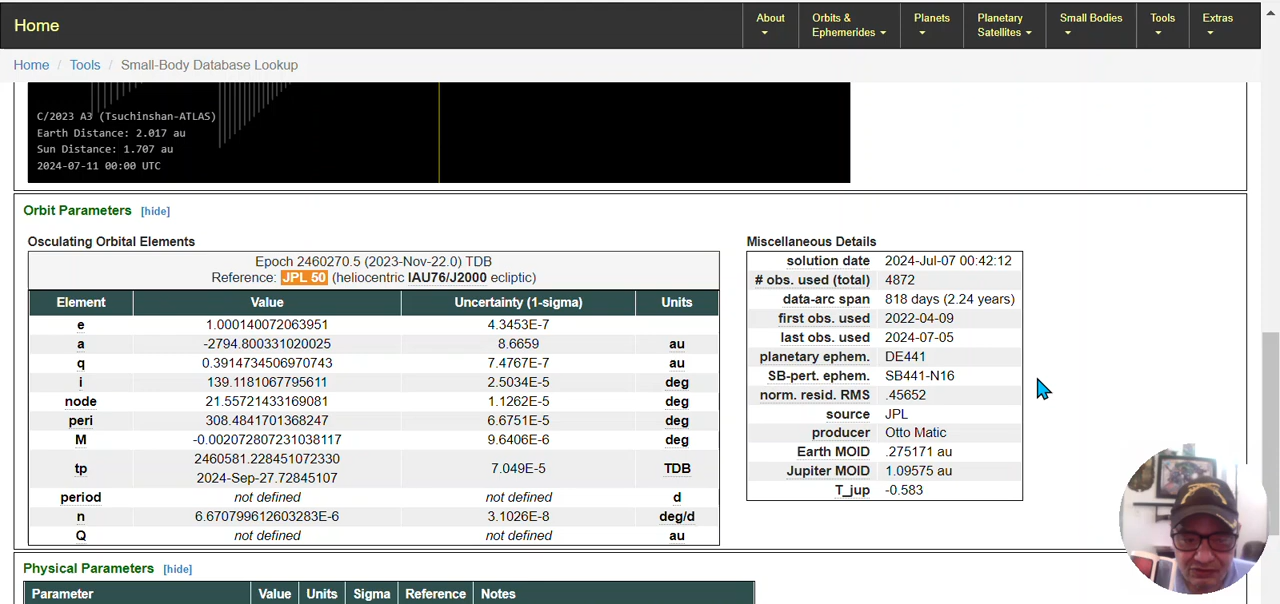 Home
About
Orbits &
Ephemerides
Planets
Planetary
Satellites
Small Bodies
Tools
Extras
Home / Tools / Small-Body Database Lookup
C/2023 A3 (Tsuchinshan-ATLAS)
Earth Distance: 2.017 au
Sun Distance: 1.707 au
2024-07-11 00:00 UTC
Orbit Parameters [hide]
Osculating Orbital Elements
Epoch 2460270.5 (2023-Nov-22.0) TDB
Reference: JPL 50 (heliocentric IAU76/J2000 ecliptic)
Element Value Uncertainty (1-sigma) Units
e 1.000140072063951 4.3453E-7
a -2794.800331020025 8.6659 au
q 0.3914734506970743 7.4767E-7 au
i 139.1181067795611 2.5034E-5 deg
node 21.55721433169081 1.1262E-5 deg
peri 308.4841701368247 6.6751E-5 deg
M -0.002072807231038117 9.6406E-6 deg
tp 2460581.228451072330 7.049E-5 TDB
2024-Sep-27.72845107
period not defined not defined d
n 6.670799612603283E-6 3.1026E-8 deg/d
Q not defined not defined au
Miscellaneous Details
solution date 2024-Jul-07 00:42:12
# obs. used (total) 4872
data-arc span 818 days (2.24 years)
first obs. used 2022-04-09
last obs. used 2024-07-05
planetary ephem. DE441
SB-pert. ephem. SB441-N16
norm. resid. RMS .45652
source JPL
producer Otto Matic
Earth MOID .275171 au
Jupiter MOID 1.09575 au
T_jup -0.583
Physical Parameters [hide]
Parameter Value Units Sigma Reference Notes